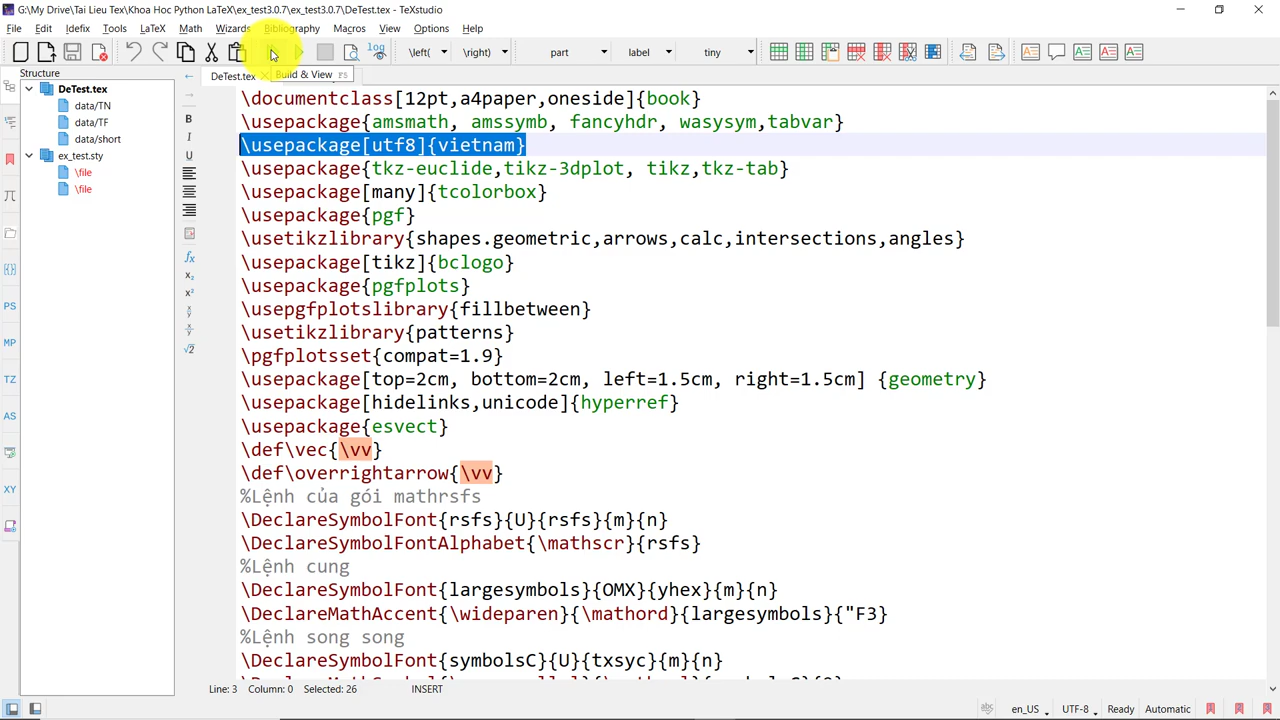 G:\My Drive\Tai Lieu Tex\Khoa Hoc Python LaTeX\ex_test3.0.7\ex_test3.0.7\DeTest.tex - TeXstudio
File Edit Idefix Tools LaTeX Math Wizards Bibliography Macros View Options Help
log \left( \right) part label tiny
Structure
DeTest.tex
Build & View F5
DeTest.tex
data/TN
data/TF
data/short
ex_test.sty
\file
\file
B
I
U
PS
MP
TZ
AS
XY
\documentclass[12pt,a4paper,oneside]{book}
\usepackage{amsmath, amssymb, fancyhdr, wasysym,tabvar}
\usepackage[utf8]{vietnam}
\usepackage{tkz-euclide,tikz-3dplot, tikz,tkz-tab}
\usepackage[many]{tcolorbox}
\usepackage{pgf}
\usetikzlibrary{shapes.geometric,arrows,calc,intersections,angles}
\usepackage[tikz]{bclogo}
\usepackage{pgfplots}
\usepgfplotslibrary{fillbetween}
\usetikzlibrary{patterns}
\pgfplotsset{compat=1.9}
\usepackage[top=2cm, bottom=2cm, left=1.5cm, right=1.5cm] {geometry}
\usepackage[hidelinks,unicode]{hyperref}
\usepackage{esvect}
\def\vec{\vv}
\def\overrightarrow{\vv}
%Lệnh của gói mathrsfs
\DeclareSymbolFont{rsfs}{U}{rsfs}{m}{n}
\DeclareSymbolFontAlphabet{\mathscr}{rsfs}
%Lệnh cung
\DeclareSymbolFont{largesymbols}{OMX}{yhex}{m}{n}
\DeclareMathAccent{\wideparen}{\mathord}{largesymbols}{"F3}
%Lệnh song song
\DeclareSymbolFont{symbolsC}{U}{txsyc}{m}{n}
Line: 3 Column: 0 Selected: 26 INSERT
en_US UTF-8 Ready Automatic